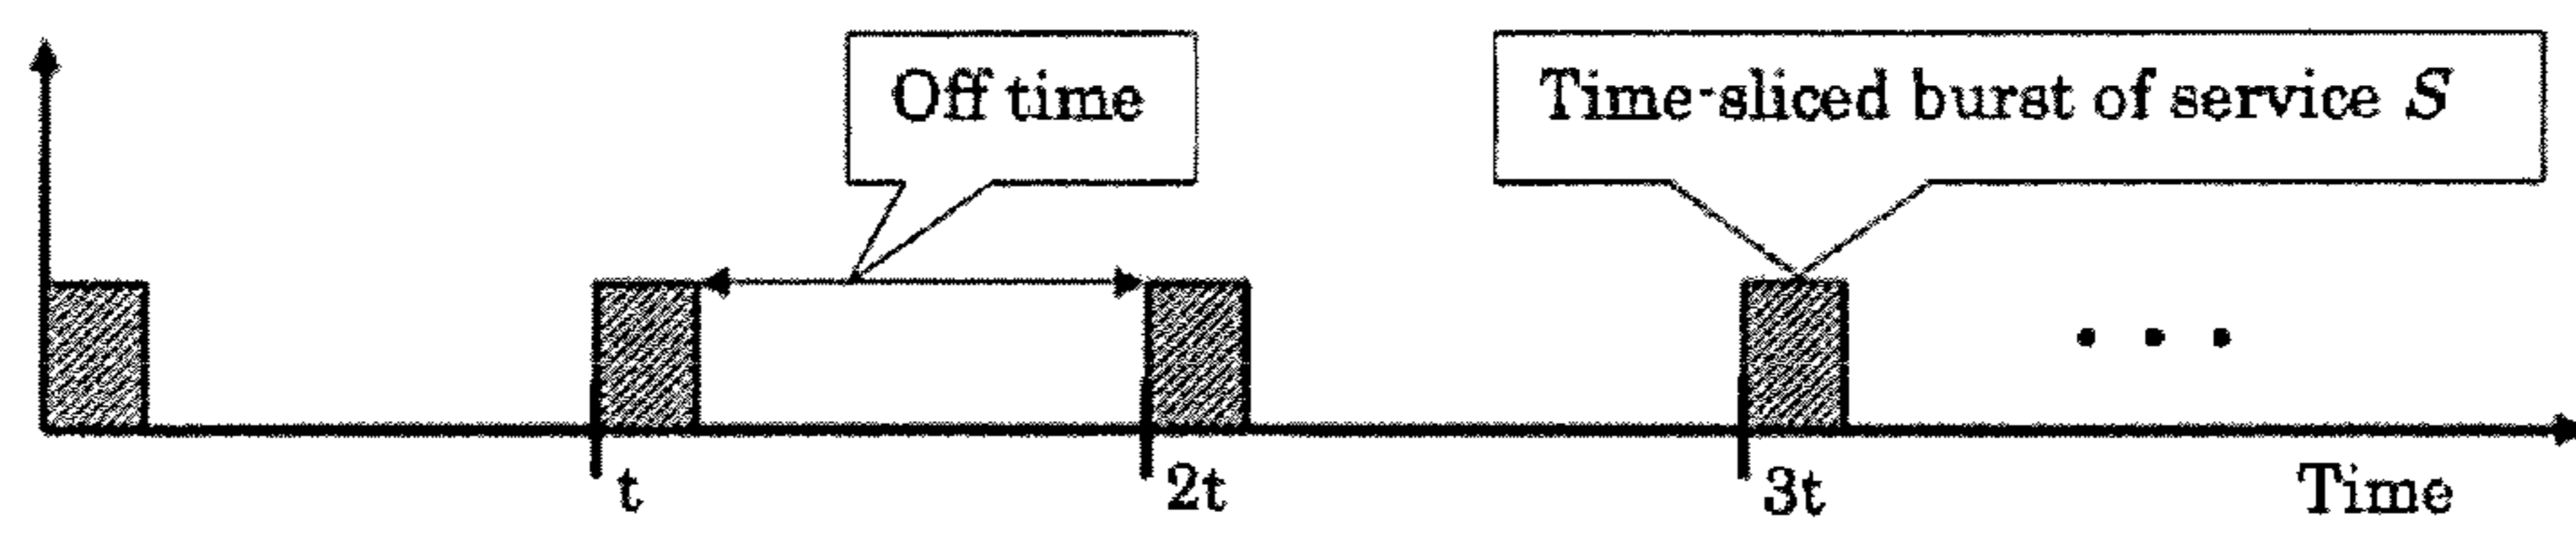 Off time
Time-sliced burst of service S
t
2t
3t
Time